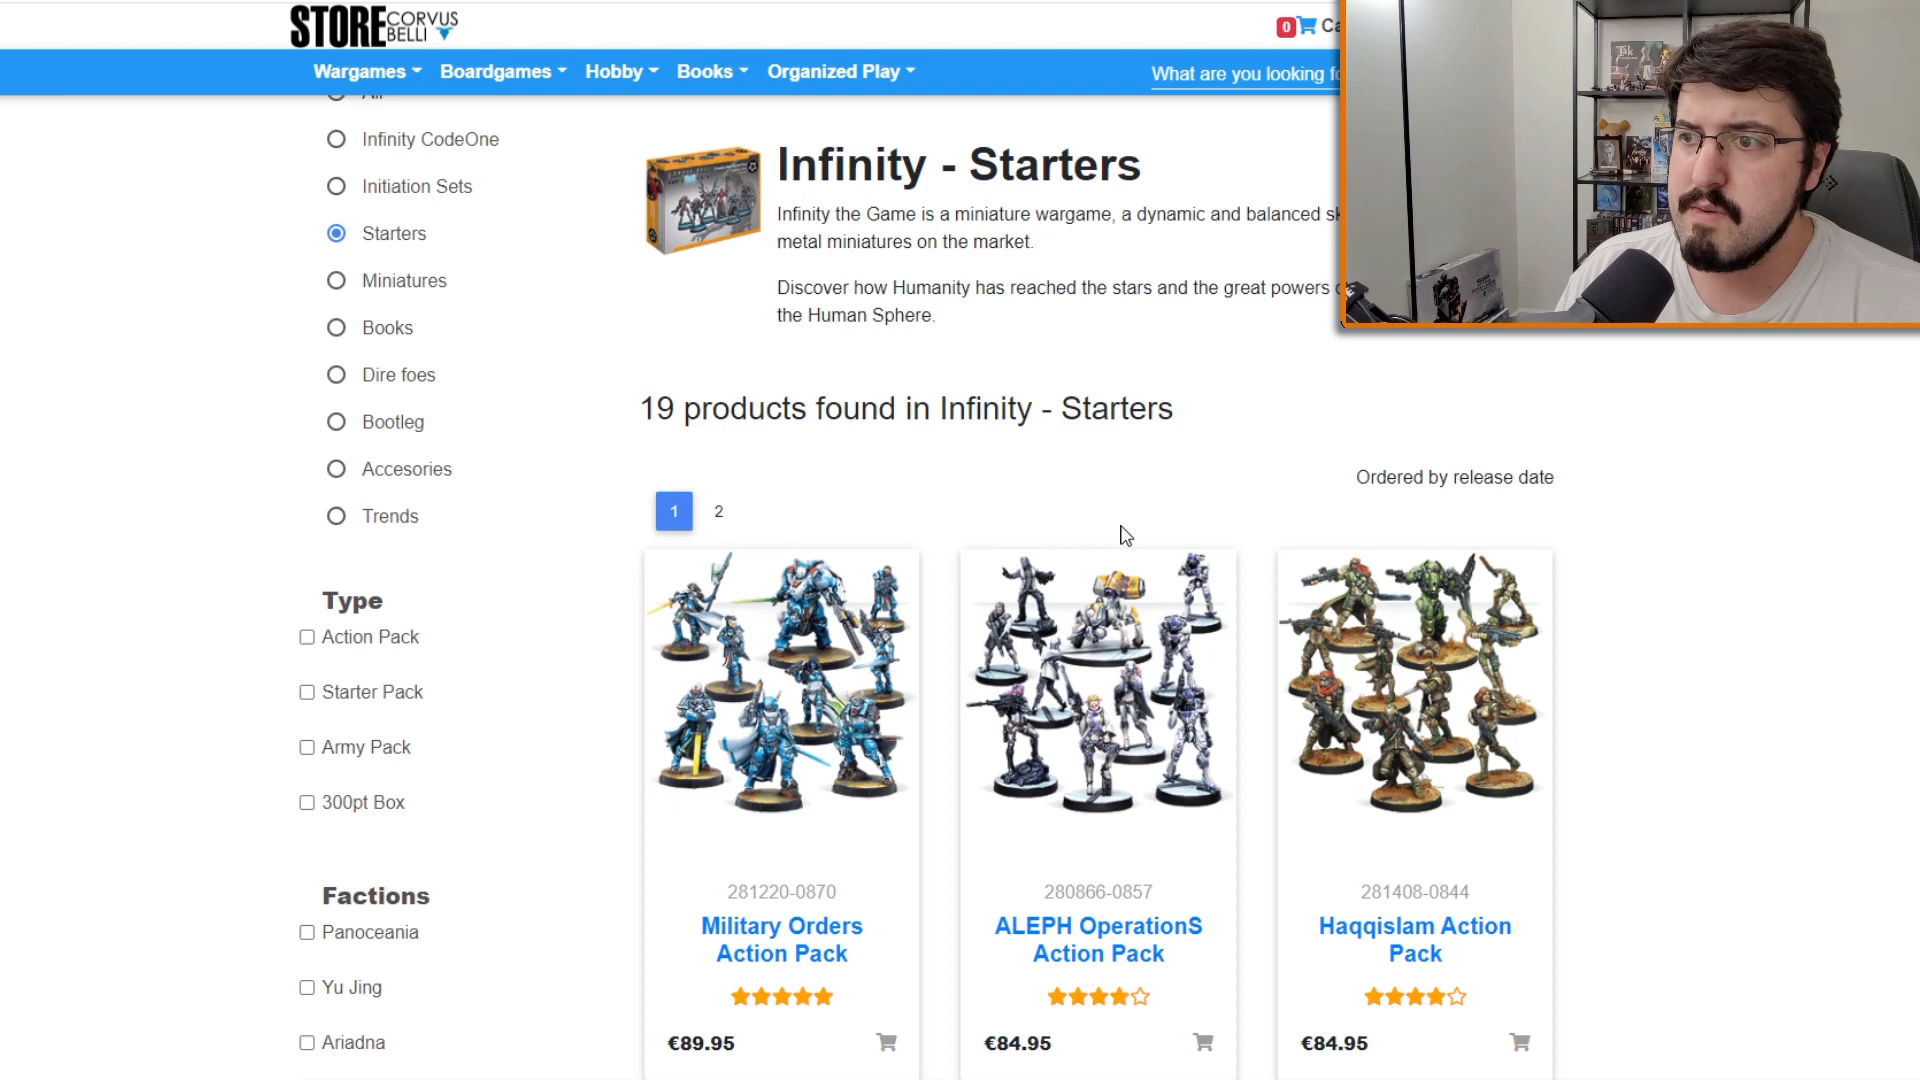 STORE CORVUS BELLI
0 Ca
Wargames Boardgames Hobby Books Organized Play What are you looking fo
All
Infinity CodeOne
Initiation Sets
Starters
Miniatures
Books
Dire foes
Bootleg
Accesories
Trends
Type
Action Pack
Starter Pack
Army Pack
300pt Box
Factions
Panoceania
Yu Jing
Ariadna
Infinity - Starters
Infinity the Game is a miniature wargame, a dynamic and balanced sk
metal miniatures on the market.
Discover how Humanity has reached the stars and the great powers o
the Human Sphere.
19 products found in Infinity - Starters
Ordered by release date
1 2
281220-0870
Military Orders
Action Pack
€89.95
280866-0857
ALEPH OperationS
Action Pack
€84.95
281408-0844
Haqqislam Action
Pack
€84.95
Tak